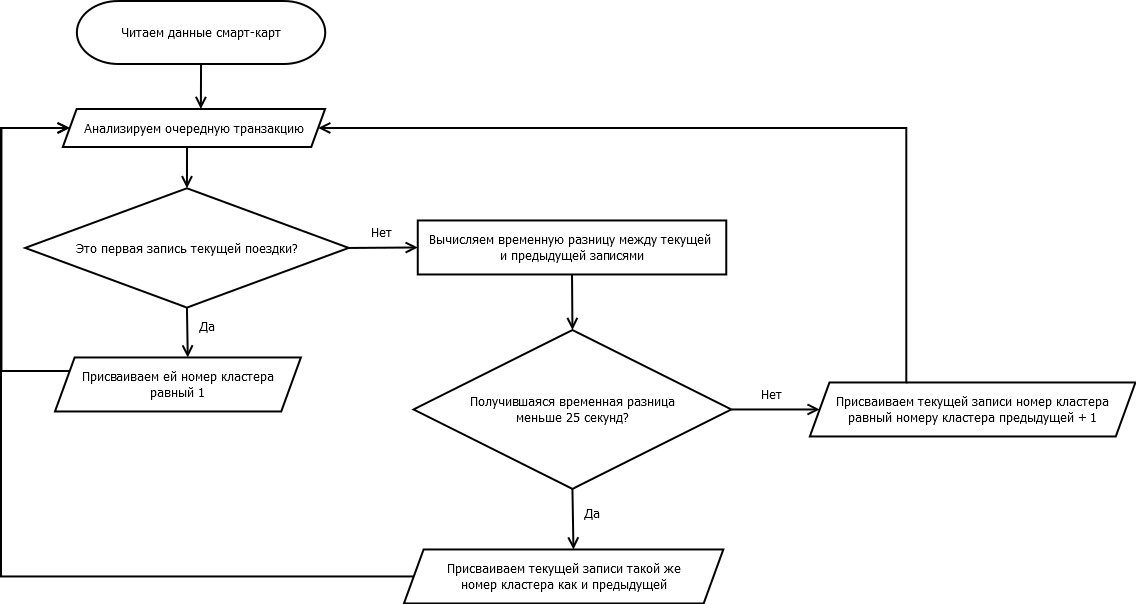 Читаем данные смарт-карт
Анализируем очередную транзакцию
Это первая запись текущей поездки?
Нет
Вычисляем временную разницу между текущей
и предыдущей записями
Да
Присваиваем ей номер кластера
равный 1
Получившаяся временная разница
меньше 25 секунд?
Нет
Присваиваем текущей записи номер кластера
равный номеру кластера предыдущей + 1
Да
Присваиваем текущей записи такой же
номер кластера как и предыдущей